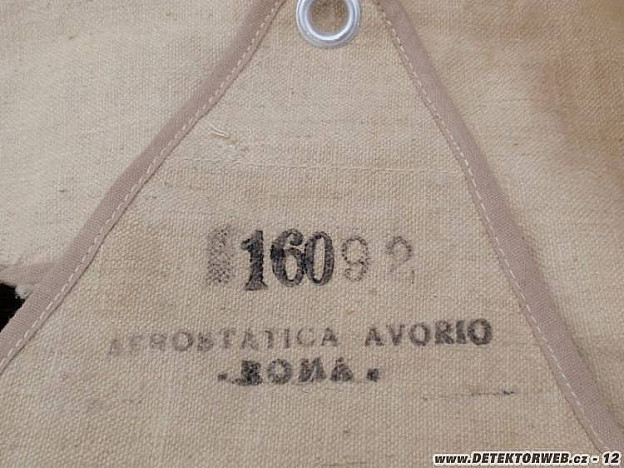 16092
AEROSTATICA AVORIO
-ROMA.
www.DETEKTORWEB.cz - 12